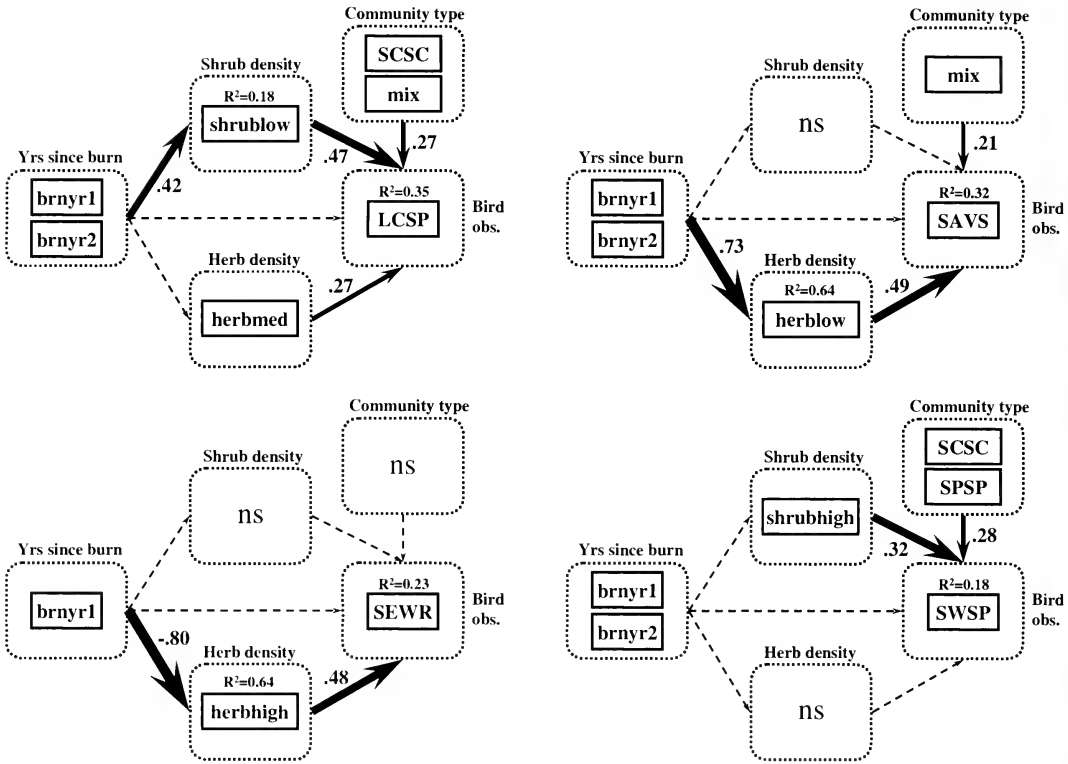 Community type
SCSC
mix
Shrub density
R²=0.18
shrublow
.47
.27
Yrs since burn
brnyr1
brnyr2
.42
R²=0.35
LCSP
Bird
obs.
Herb density
herbmed
.27
Community type
mix
Shrub density
ns
.21
Yrs since burn
brnyr1
brnyr2
R²=0.32
SAVS
Bird
obs.
.73
Herb density
R²=0.64
herblow
.49
Community type
ns
Shrub density
ns
Yrs since burn
brnyr1
R²=0.23
SEWR
Bird
obs.
-.80
Herb density
R²=0.64
herbhigh
.48
Community type
SCSC
SPSP
Shrub density
shrubhigh
.32
.28
Yrs since burn
brnyr1
brnyr2
R²=0.18
SWSP
Bird
obs.
Herb density
ns